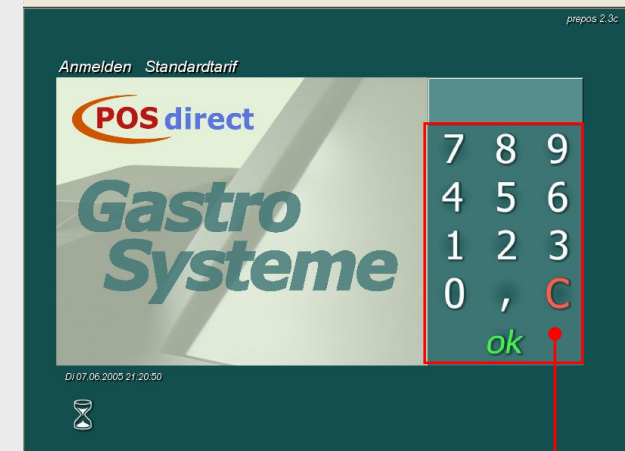 prepos 2.3c
Anmelden Standardtarif
POS direct
Gastro
Systeme
7 8 9
4 5 6
1 2 3
0 , C
ok
Di 07.06.2005 21:20:50